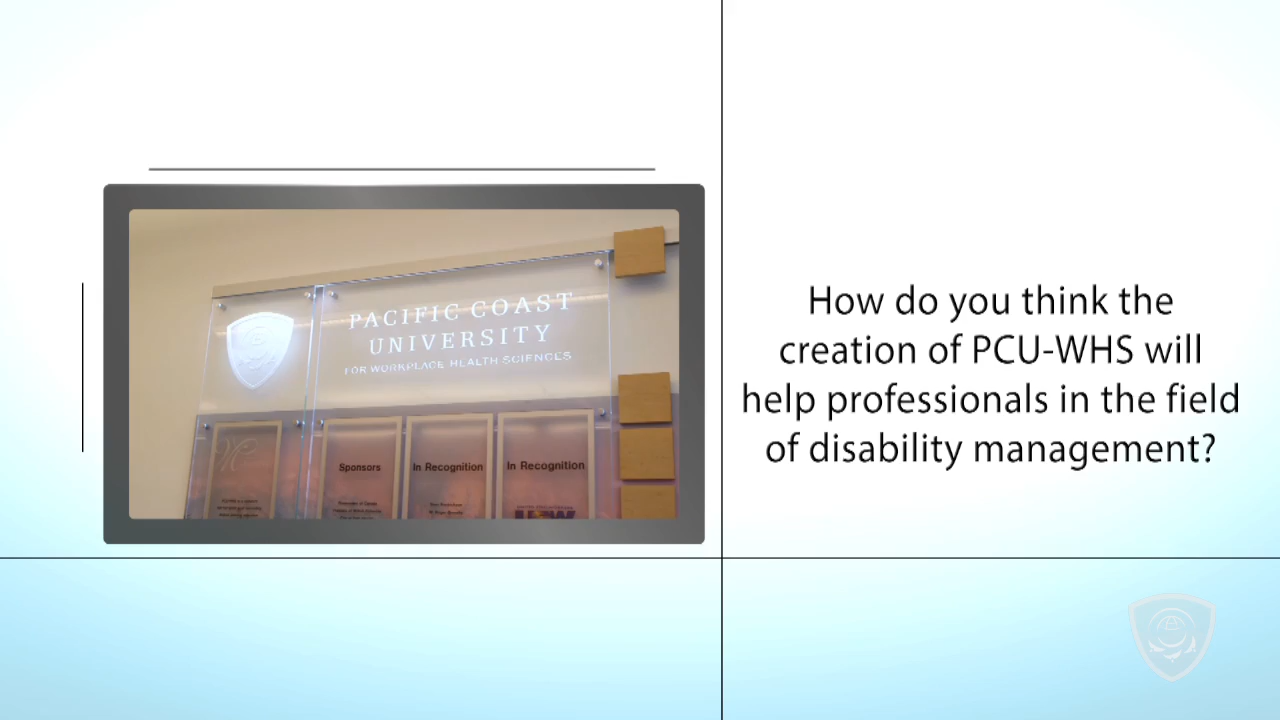 PACIFIC COAST
UNIVERSITY
FOR WORKPLACE HEALTH SCIENCES
Sponsors
In Recognition
In Recognition
How do you think the
creation of PCU-WHS will
help professionals in the field
of disability management?